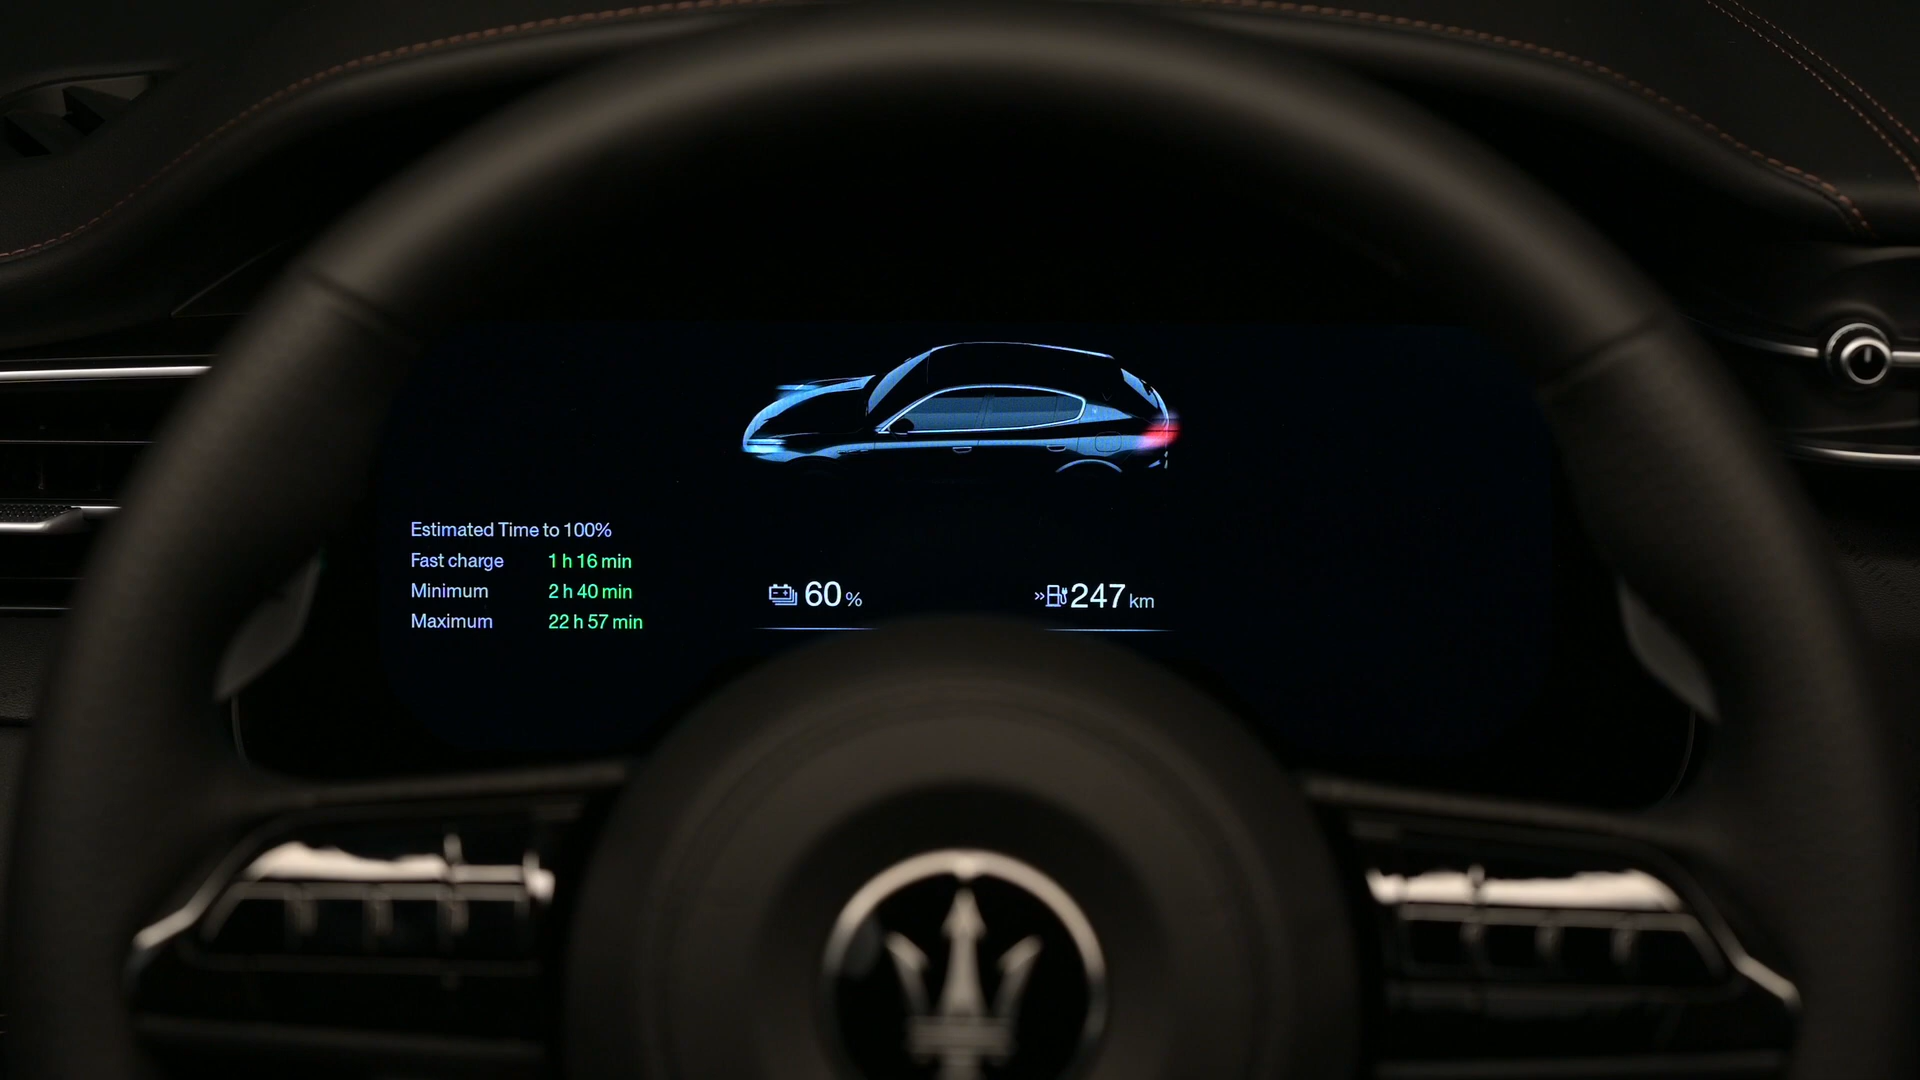 Estimated Time to 100%
Fast charge 1 h 16 min
Minimum 2 h 40 min
Maximum 22 h 57 min
60 %
» 247 km